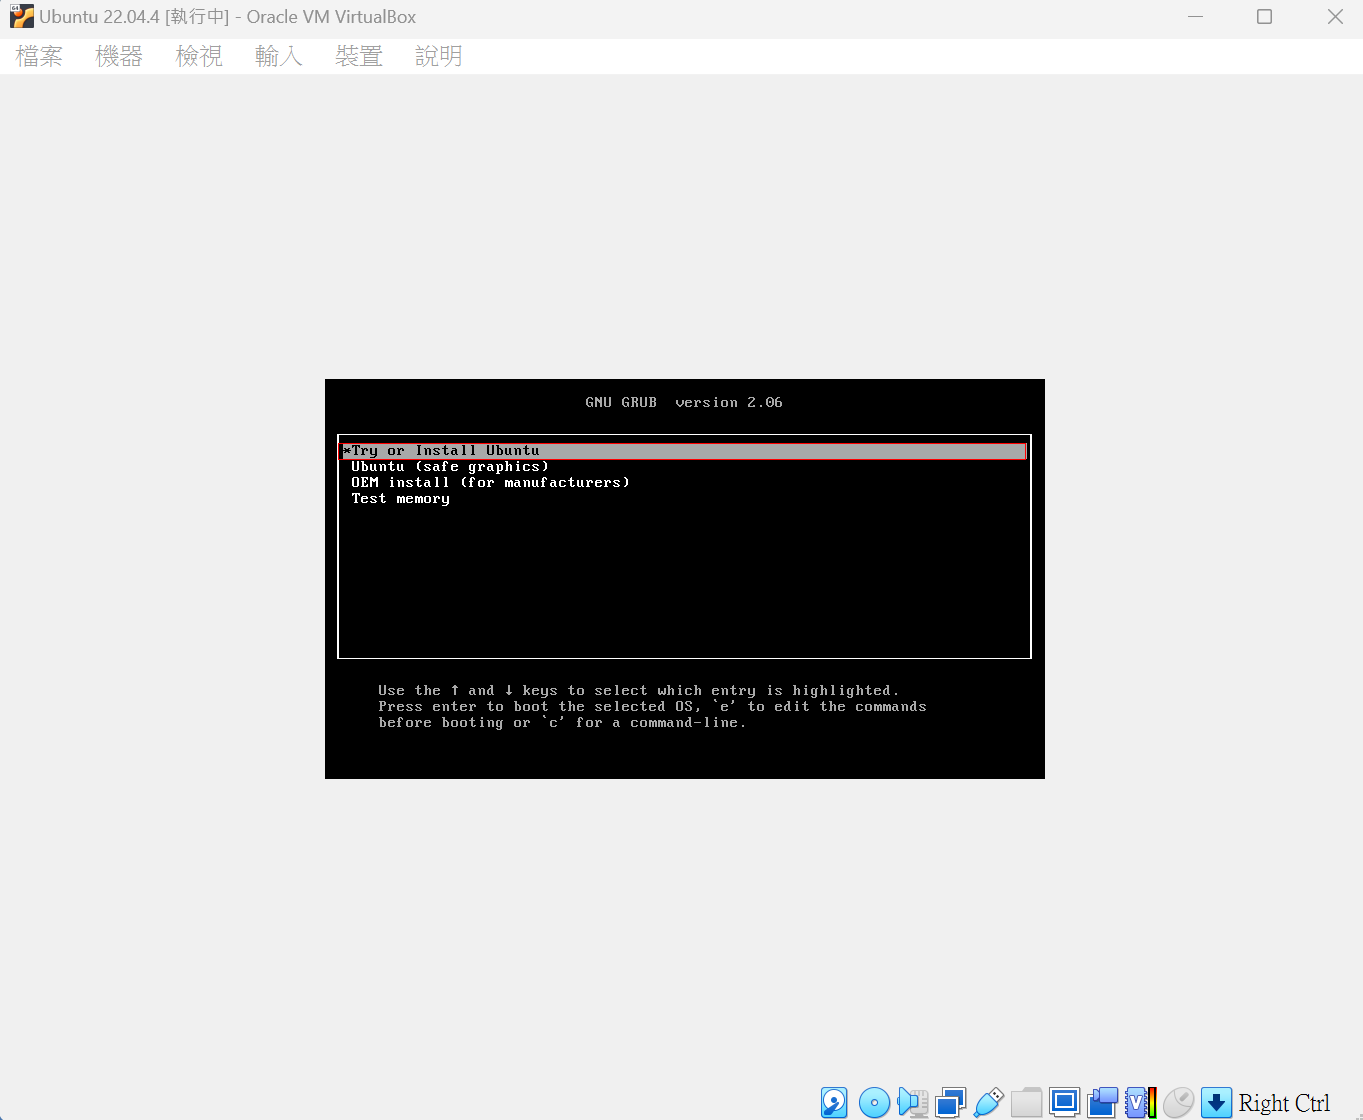 Ubuntu 22.04.4 [執行中] - Oracle VM VirtualBox
檔案 機器 檢視 輸入 裝置 說明
GNU GRUB version 2.06
*Try or Install Ubuntu
Ubuntu (safe graphics)
OEM install (for manufacturers)
Test memory
Use the ↑ and ↓ keys to select which entry is highlighted.
Press enter to boot the selected OS, `e' to edit the commands
before booting or `c' for a command-line.
Right Ctrl